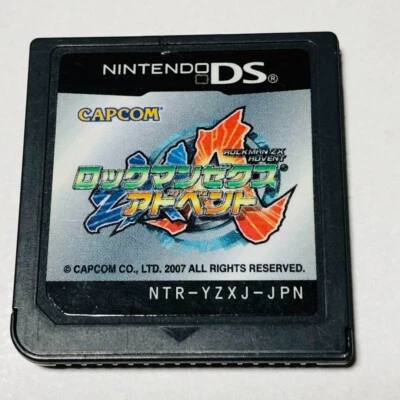 NINTENDO DS®
CAPCOM
ROCKMAN ZX
ADVENT
ロックマンゼクス
アドベント
© CAPCOM CO., LTD. 2007 ALL RIGHTS RESERVED.
NTR-YZXJ-JPN